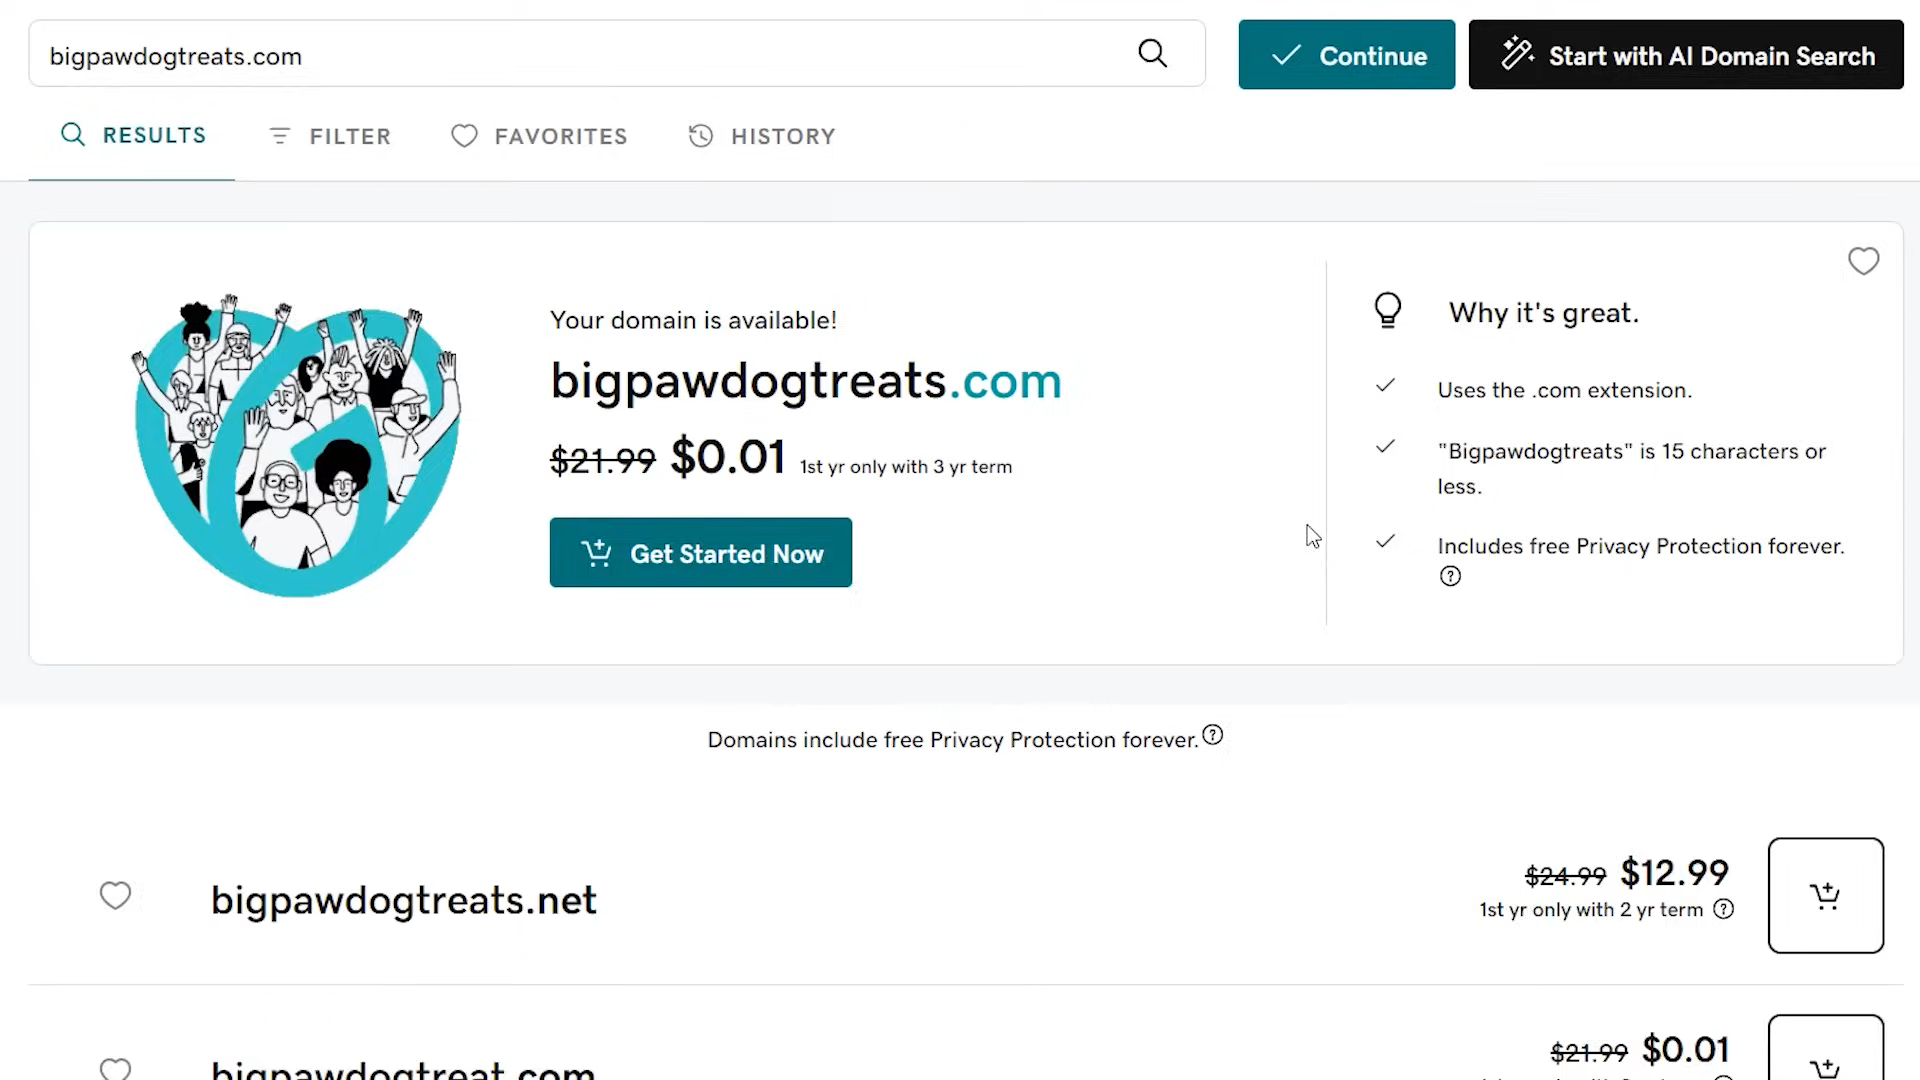 bigpawdogtreats.com
Continue
Start with AI Domain Search
RESULTS
FILTER
FAVORITES
HISTORY
Your domain is available!
bigpawdogtreats.com
$21.99 $0.01 1st yr only with 3 yr term
Get Started Now
Why it's great.
Uses the .com extension.
"Bigpawdogtreats" is 15 characters or
less.
Includes free Privacy Protection forever.
Domains include free Privacy Protection forever.
bigpawdogtreats.net
$24.99 $12.99
1st yr only with 2 yr term
bigpawdogtreat.com
$21.99 $0.01